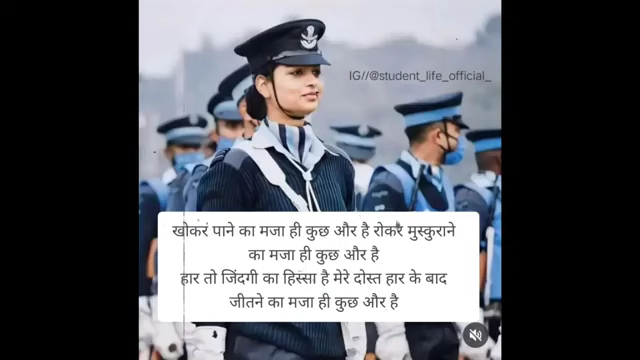 IG//@student_life_official_
खोकर पाने का मजा ही कुछ और है रोकर मुस्कुराने
का मजा ही कुछ और है
हार तो जिंदगी का हिस्सा है मेरे दोस्त हार के बाद
जीतने का मजा ही कुछ और है